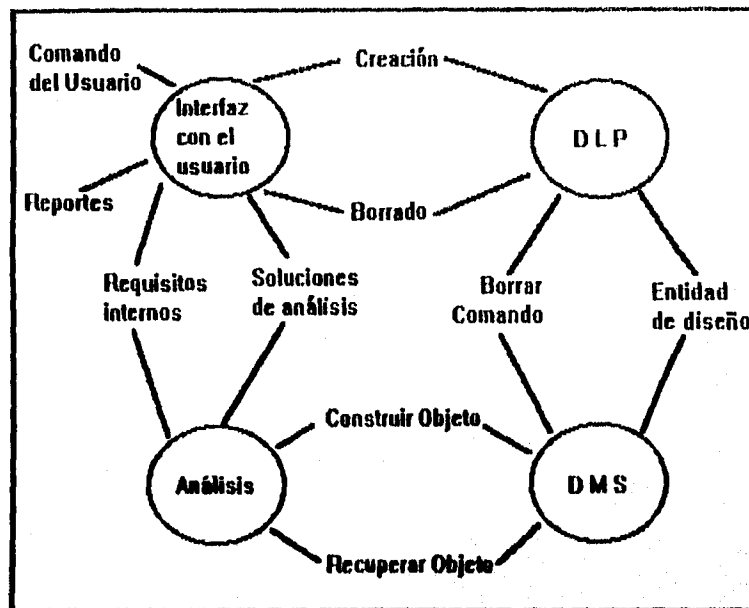 Comando
del Usuario
Creación
Interfaz
con el
usuario
D L P
Reportes
Borrado
Requisitos
internos
Soluciones
de análisis
Borrar
Comando
Entidad
de diseño
Construir Objeto
Análisis
D M S
Recuperar Objeto